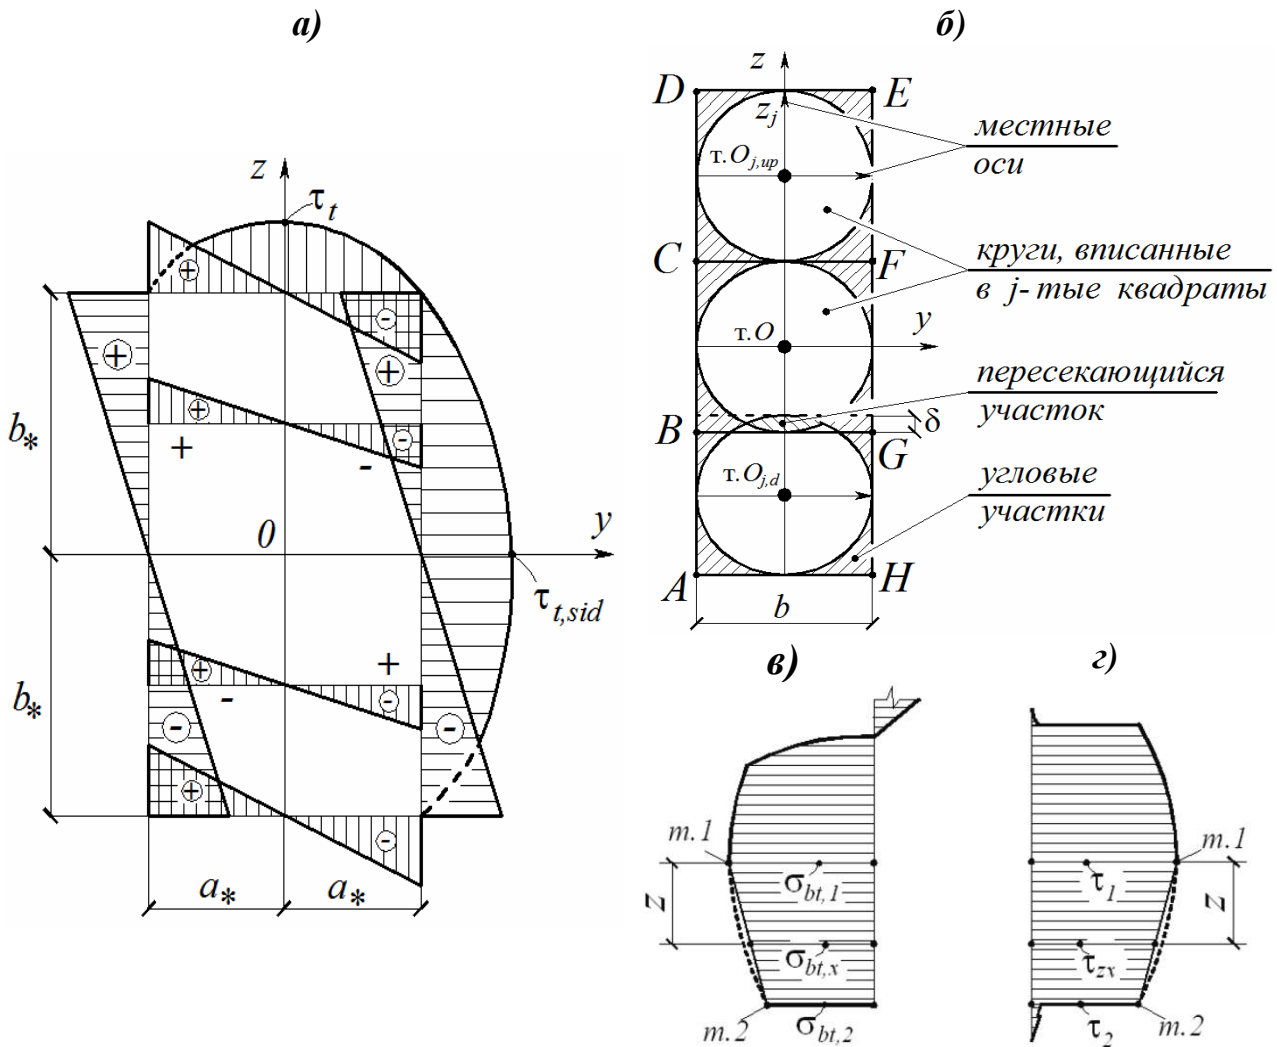 а)
z
τt
+
-
+
+
+
-
b*
+
-
0
y
τt,sid
+
+
-
-
b*
-
-
+
-
a*
a*
б)
z
D
E
zj
местные
оси
т.Oj,up
C
F
круги, вписанные
в j-тые квадраты
y
т.O
пересекающийся
участок
δ
B
G
т.Oj,d
угловые
участки
A
H
b
в)
т.1
z
σbt,1
σbt,x
т.2
σbt,2
г)
т.1
τ1
z
τzx
τ2
т.2